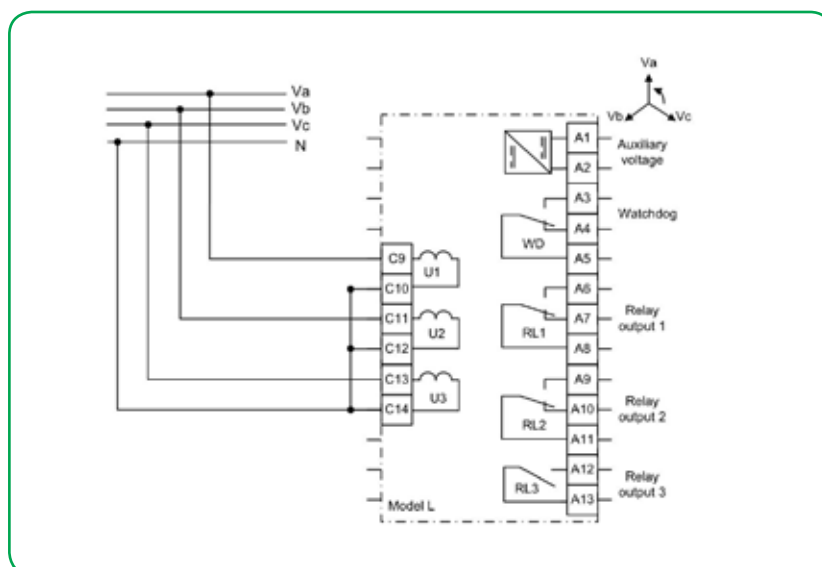 Va
Vb
Vc
N
Va
Vb
Vc
A1
Auxiliary
voltage
A2
A3
Watchdog
A4
WD
A5
C9
U1
C10
A6
C11
Relay
output 1
A7
U2
RL1
C12
A8
C13
A9
U3
Relay
output 2
C14
A10
RL2
A11
A12
Relay
output 3
RL3
A13
Model L